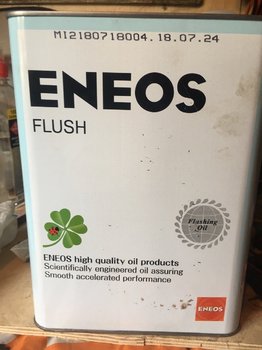 M12180718004.18.07.24
ENEOS
FLUSH
Flushing
Oil
ENEOS high quality oil products
Scientifically engineered oil assuring
Smooth accelerated performance
ENEOS